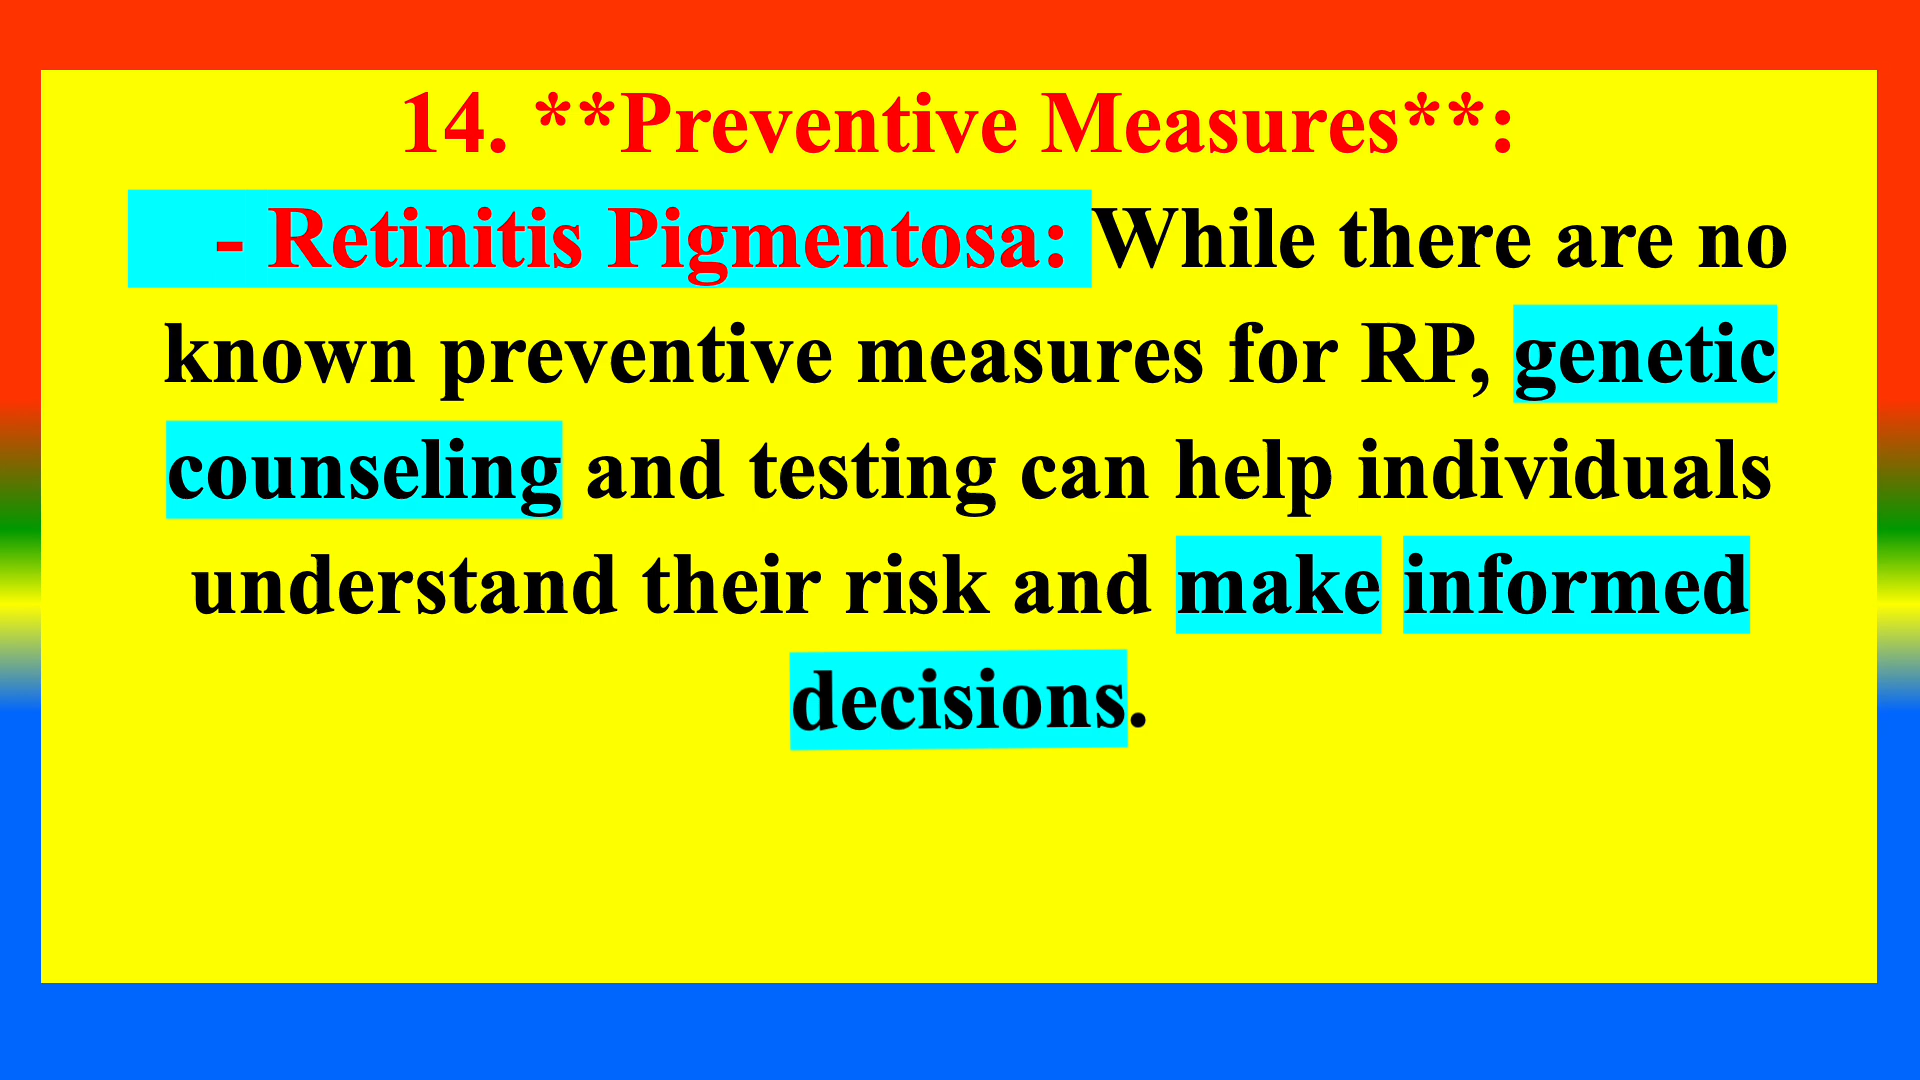 14. **Preventive Measures**:
- Retinitis Pigmentosa: While there are no
known preventive measures for RP, genetic
counseling and testing can help individuals
understand their risk and make informed
decisions.